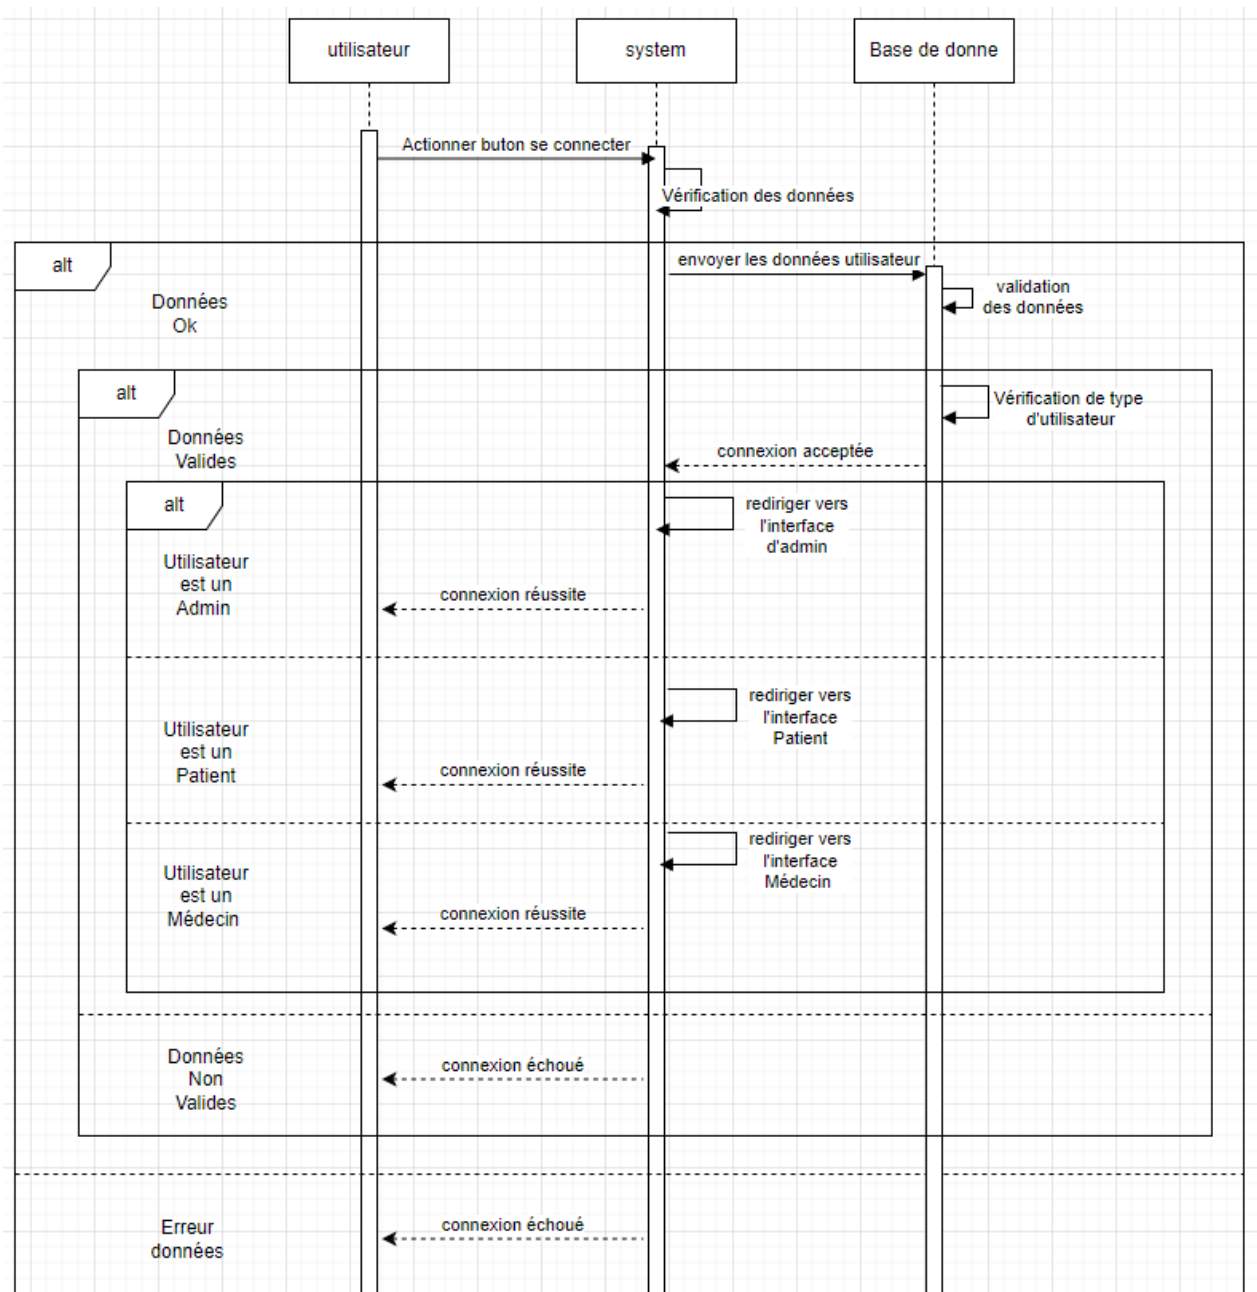 utilisateur
system
Base de donne
Actionner buton se connecter
Vérification des données
alt
envoyer les données utilisateur
validation
des données
Données
Ok
alt
Vérification de type
d'utilisateur
Données
Valides
connexion acceptée
alt
rediriger vers
l'interface
d'admin
Utilisateur
est un
Admin
connexion réussite
rediriger vers
l'interface
Patient
Utilisateur
est un
Patient
connexion réussite
rediriger vers
l'interface
Médecin
Utilisateur
est un
Médecin
connexion réussite
Données
Non
Valides
connexion échoué
Erreur
données
connexion échoué